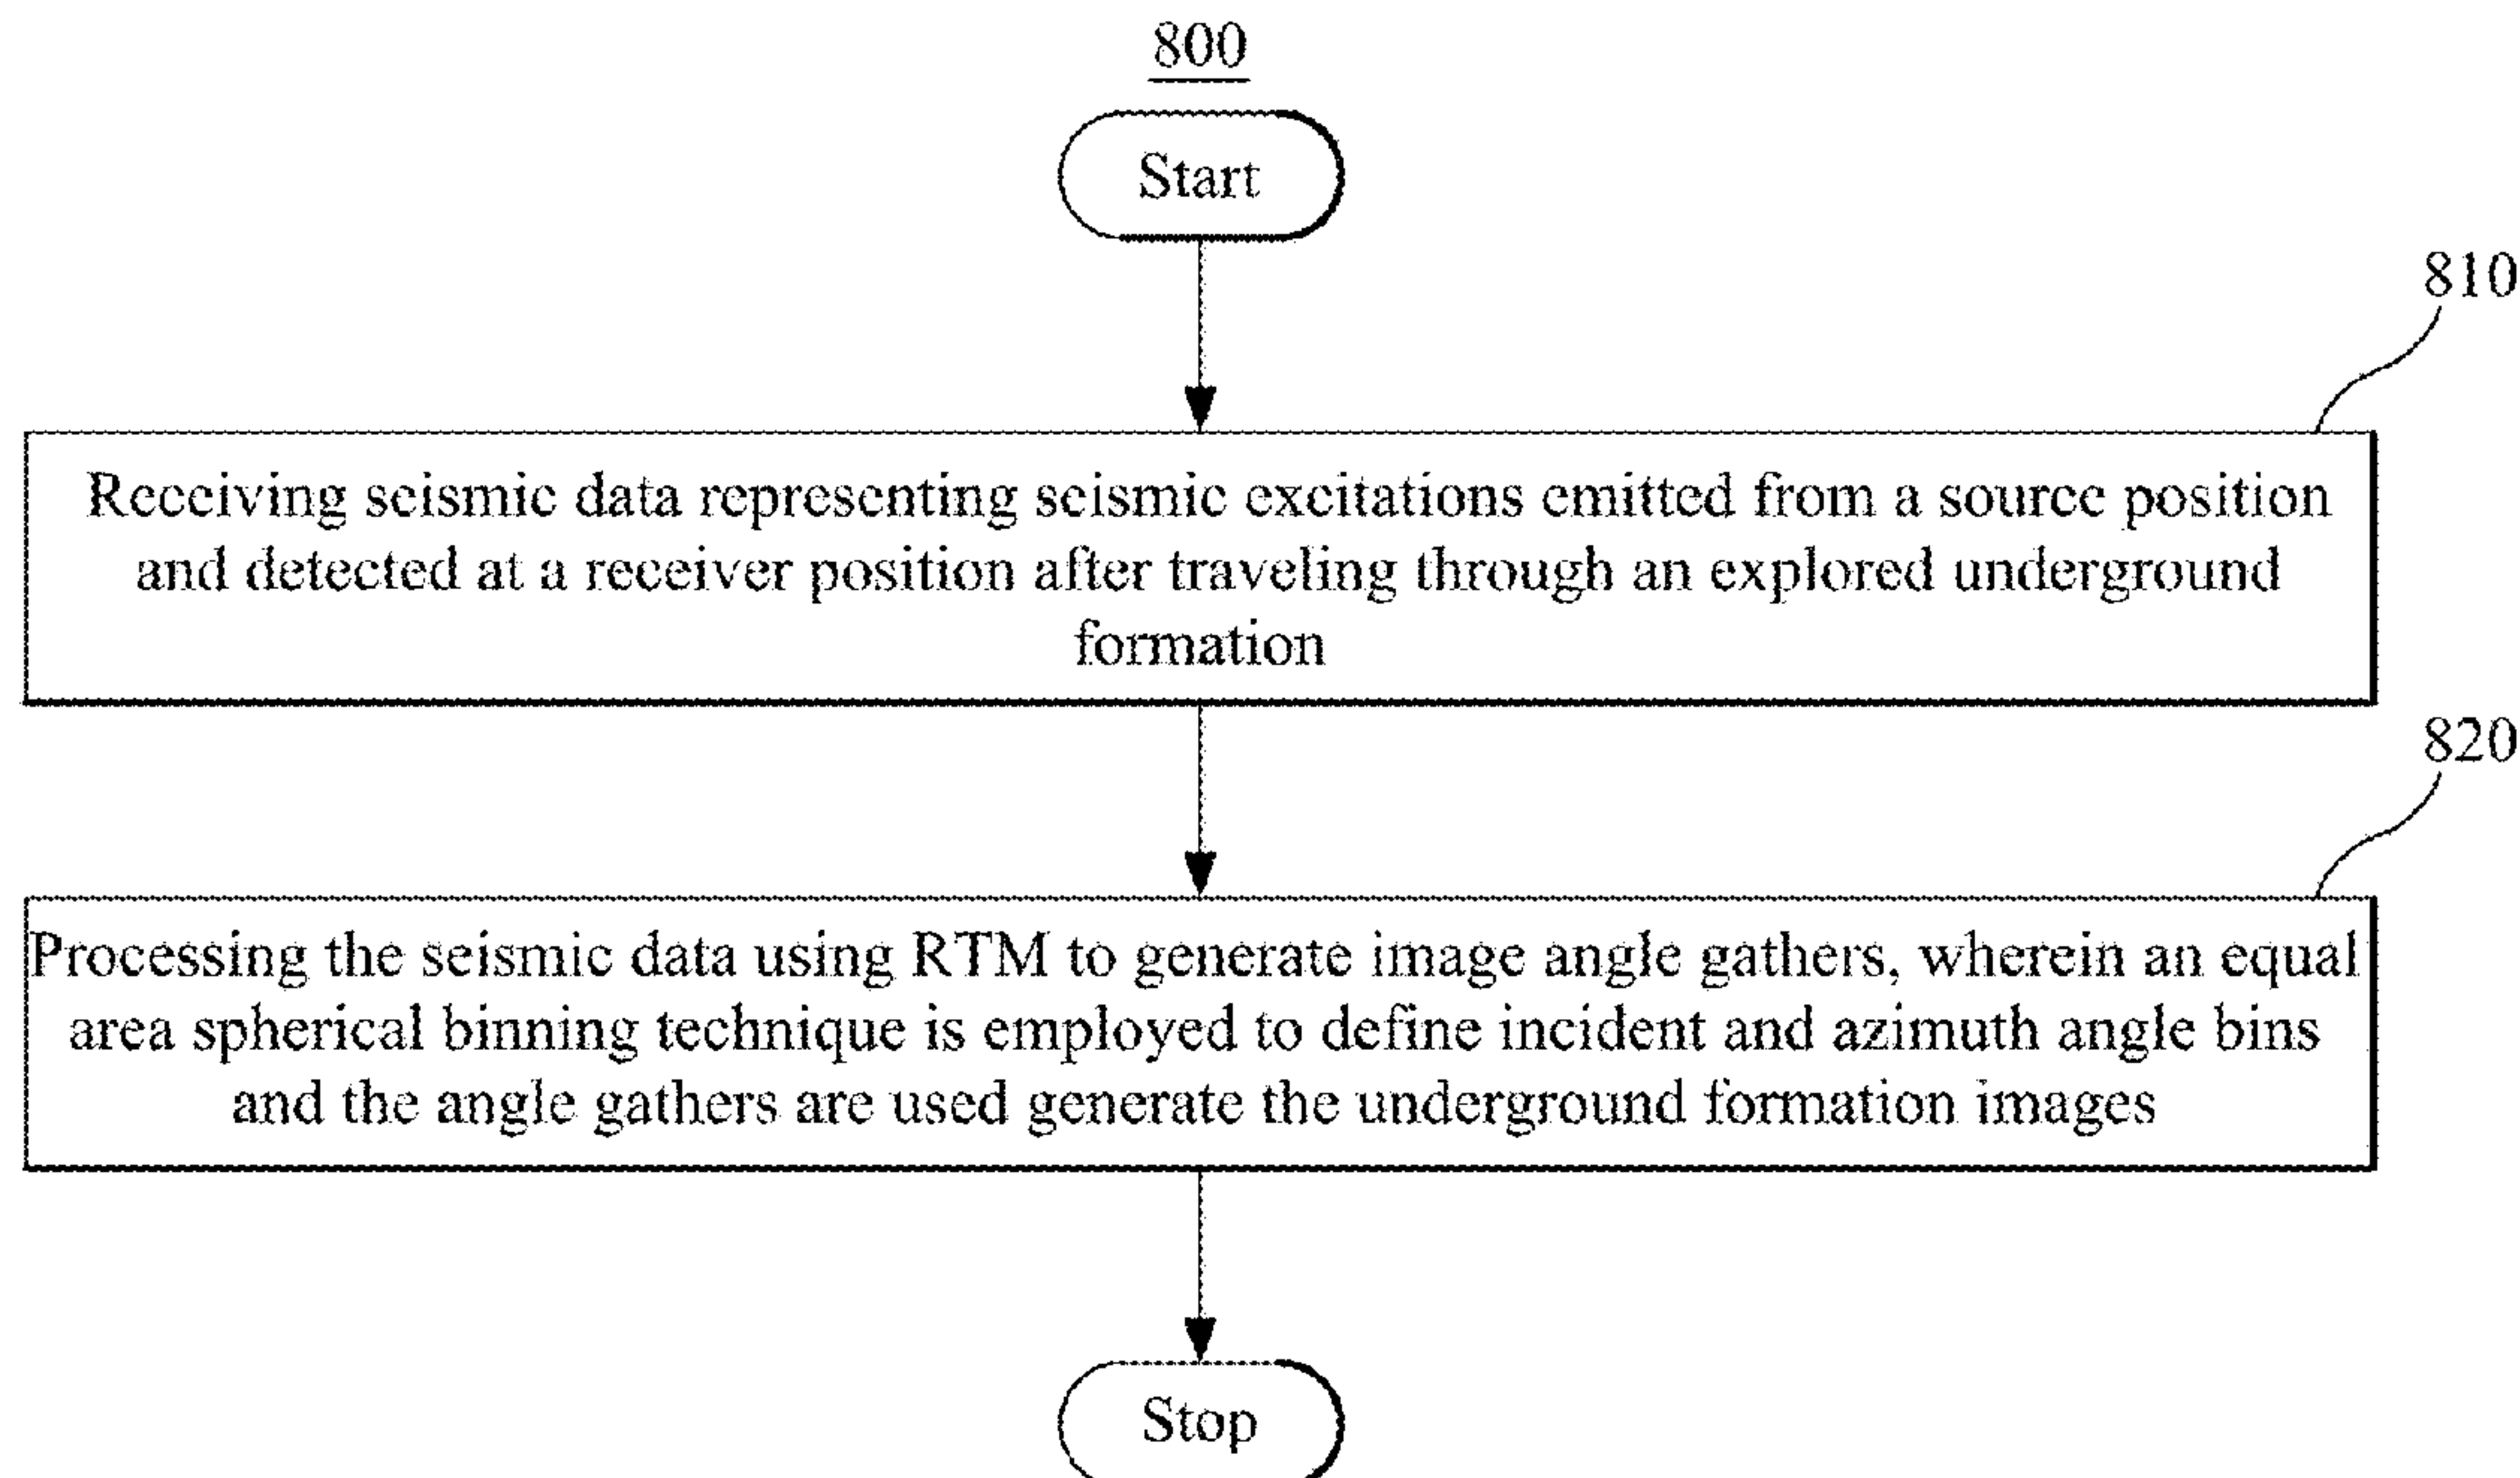 800
Start
810
Receiving seismic data representing seismic excitations emitted from a source position
and detected at a receiver position after traveling through an explored underground
formation
820
Processing the seismic data using RTM to generate image angle gathers, wherein an equal
area spherical binning technique is employed to define incident and azimuth angle bins
and the angle gathers are used generate the underground formation images
Stop